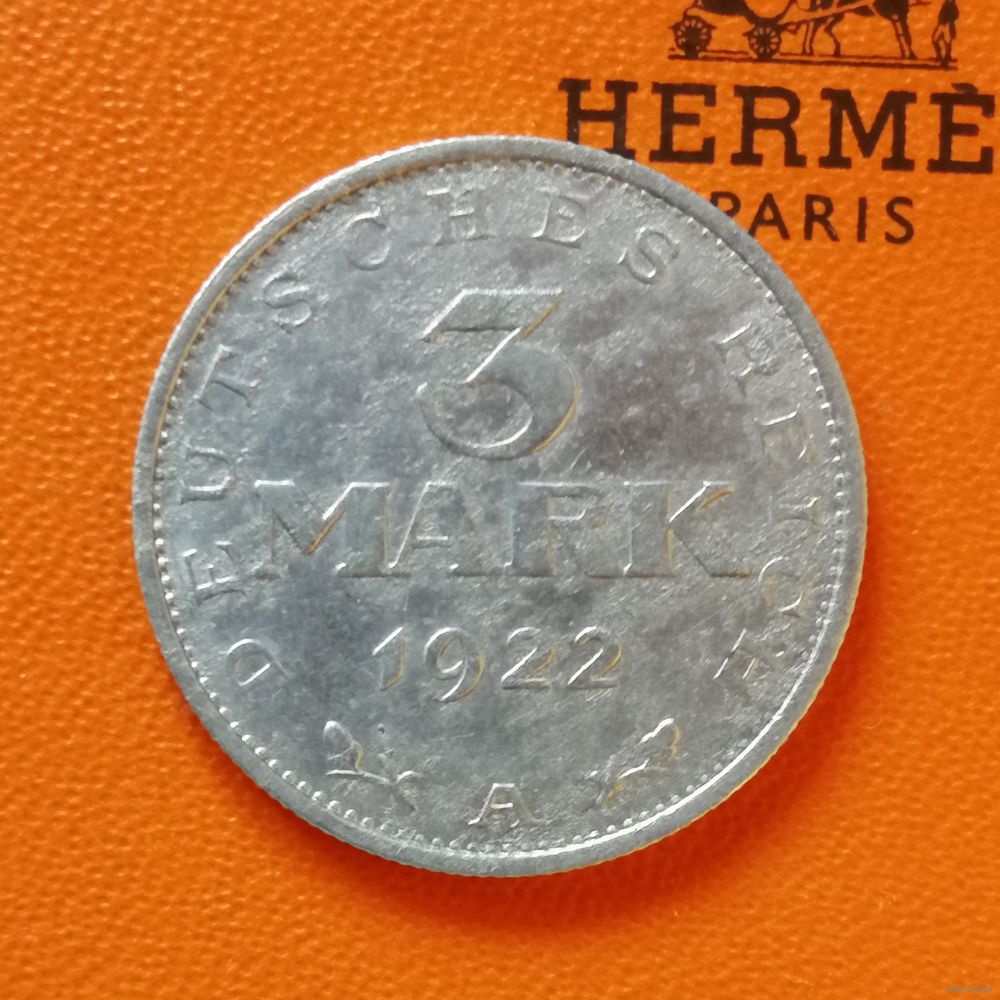 HERMÈ
PARIS
DEUTSCHES REICH
3
MARK
1922
A